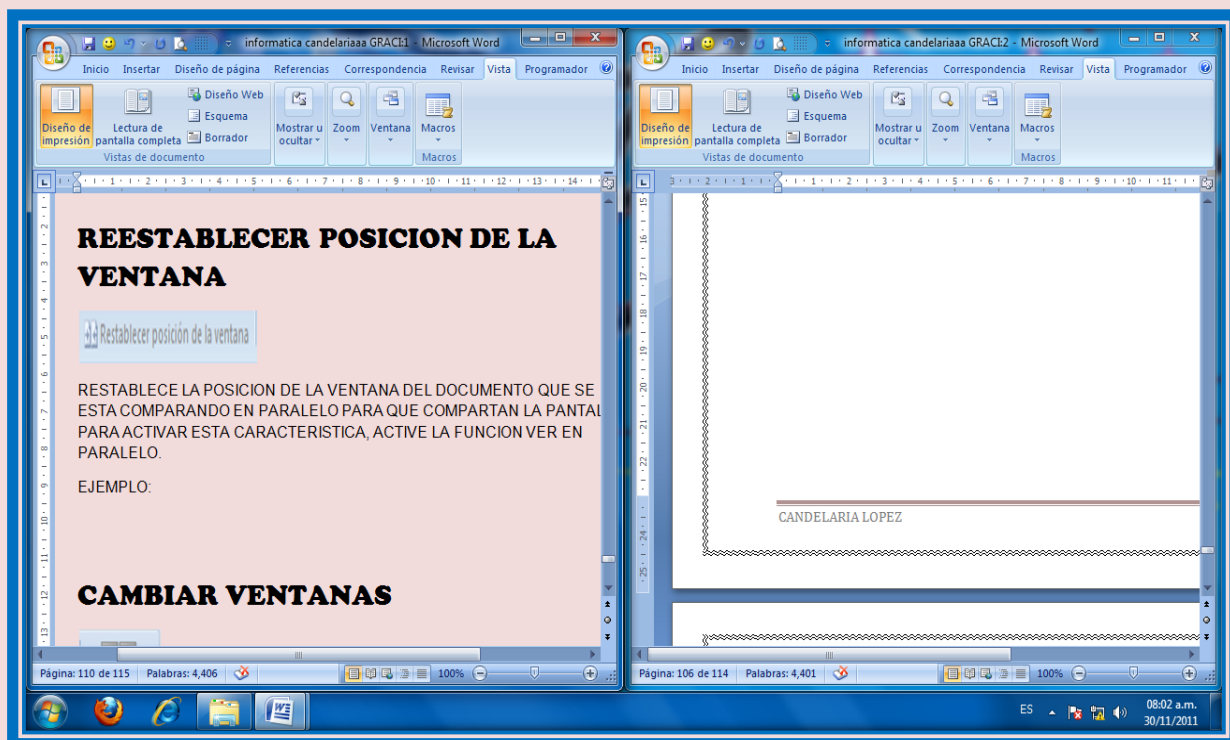 informatica candelariaaa GRACI:1 - Microsoft Word
Inicio Insertar Diseño de página Referencias Correspondencia Revisar Vista Programador
Diseño de impresión
Lectura de pantalla completa
Diseño Web
Esquema
Borrador
Mostrar u ocultar
Zoom
Ventana
Macros
Vistas de documento
Macros
REESTABLECER POSICION DE LA
VENTANA
Restablecer posición de la ventana
RESTABLECE LA POSICION DE LA VENTANA DEL DOCUMENTO QUE SE
ESTA COMPARANDO EN PARALELO PARA QUE COMPARTAN LA PANTAL
PARA ACTIVAR ESTA CARACTERISTICA, ACTIVE LA FUNCION VER EN
PARALELO.
EJEMPLO:
CAMBIAR VENTANAS
Página: 110 de 115 Palabras: 4,406 100%
informatica candelariaaa GRACI:2 - Microsoft Word
Inicio Insertar Diseño de página Referencias Correspondencia Revisar Vista Programador
Diseño de impresión
Lectura de pantalla completa
Diseño Web
Esquema
Borrador
Mostrar u ocultar
Zoom
Ventana
Macros
Vistas de documento
Macros
CANDELARIA LOPEZ
Página: 106 de 114 Palabras: 4,401 100%
ES
08:02 a.m.
30/11/2011